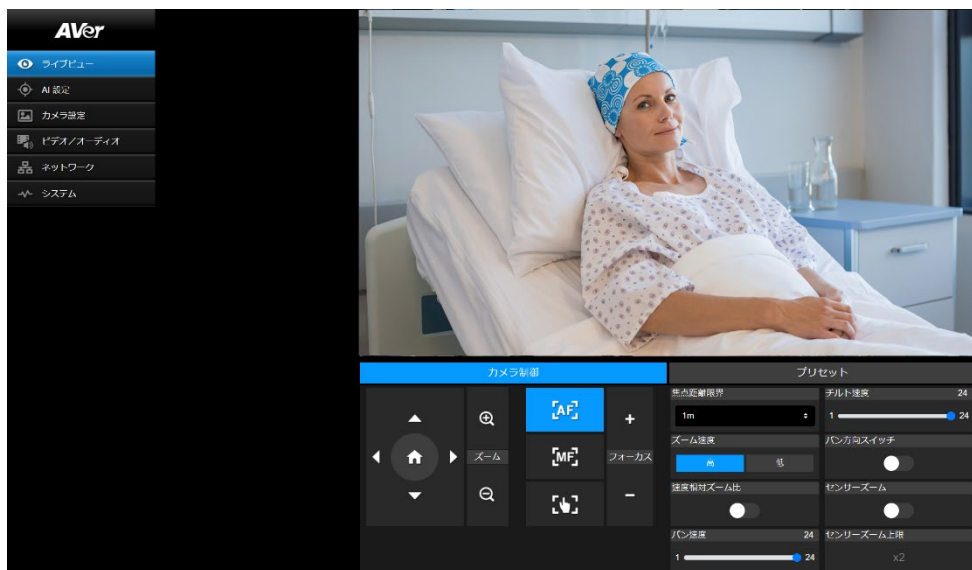 AVer
ライブビュー
AI 設定
カメラ設定
ビデオ/オーディオ
ネットワーク
システム
カメラ制御
プリセット
ズーム
AF
MF
+
フォーカス
-
焦点距離限界
1m
ズーム速度
高 低
速度相対ズーム比
パン速度 24
1 24
チルト速度 24
1 24
パン方向スイッチ
センリーズーム
センリーズーム上限
x2